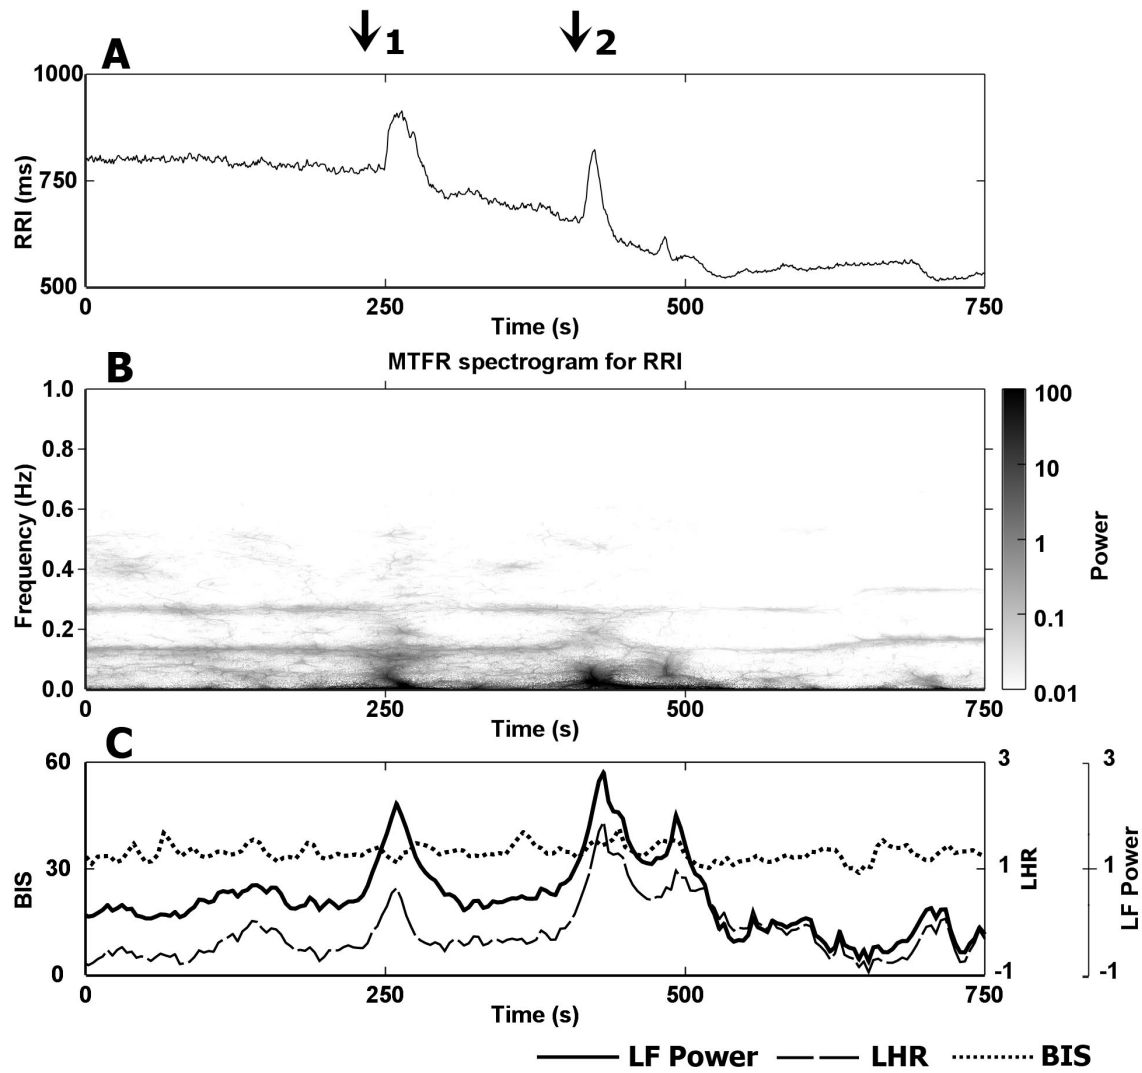 1 2
A
1000
750
500
RRI (ms)
0 250 500 750
Time (s)
MTFR spectrogram for RRI
B
1.0
0.8
0.6
0.4
0.2
0.0
Frequency (Hz)
100
10
1
0.1
0.01
Power
0 250 500 750
Time (s)
C
60
30
0
BIS
3
1
-1
LHR
3
1
-1
LF Power
0 250 500 750
Time (s)
LF Power LHR BIS